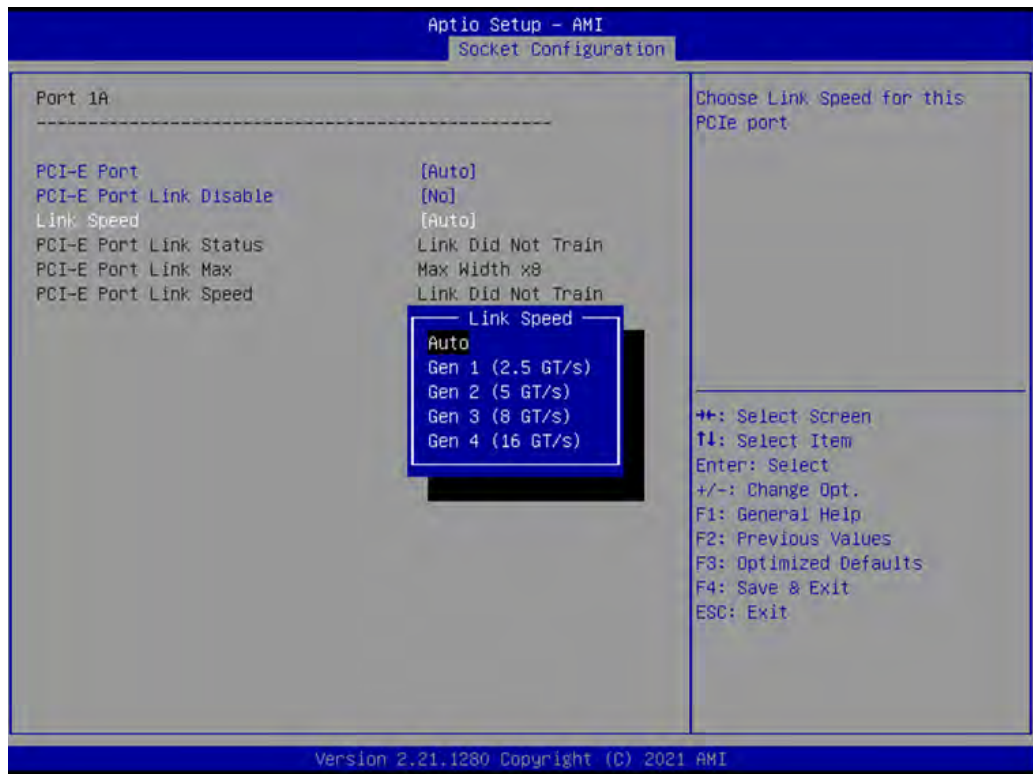 Aptio Setup – AMI
Socket Configuration
Port 1A
--------------------------------------------------
PCI-E Port [Auto]
PCI-E Port Link Disable [No]
Link Speed [Auto]
PCI-E Port Link Status Link Did Not Train
PCI-E Port Link Max Max Width x8
PCI-E Port Link Speed Link Did Not Train
Link Speed
Auto
Gen 1 (2.5 GT/s)
Gen 2 (5 GT/s)
Gen 3 (8 GT/s)
Gen 4 (16 GT/s)
Choose Link Speed for this
PCIe port
→←: Select Screen
↑↓: Select Item
Enter: Select
+/-: Change Opt.
F1: General Help
F2: Previous Values
F3: Optimized Defaults
F4: Save & Exit
ESC: Exit
Version 2.21.1280 Copyright (C) 2021 AMI